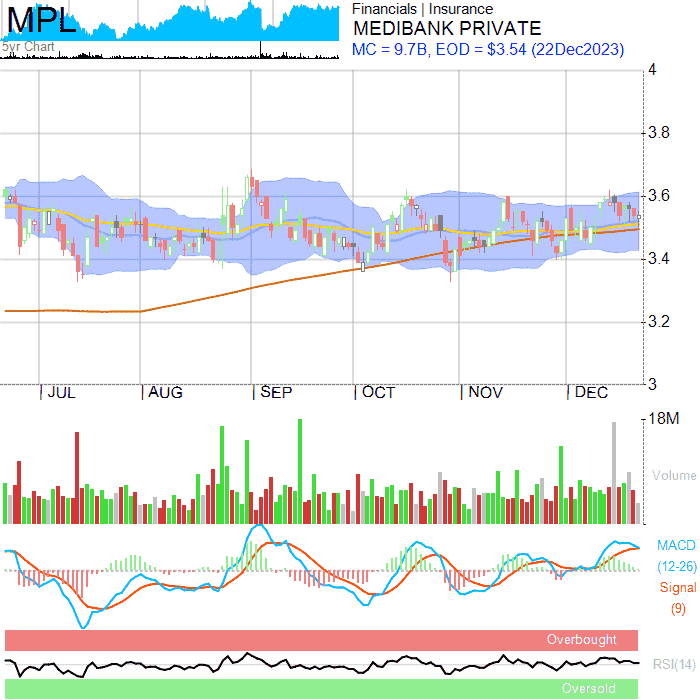 MPL
5yr Chart
Financials | Insurance
MEDIBANK PRIVATE
MC = 9.7B, EOD = $3.54 (22Dec2023)
4
3.8
3.6
3.4
3.2
3
JUL AUG SEP OCT NOV DEC
18M
Volume
MACD
(12-26)
Signal
(9)
Overbought
RSI(14)
Oversold